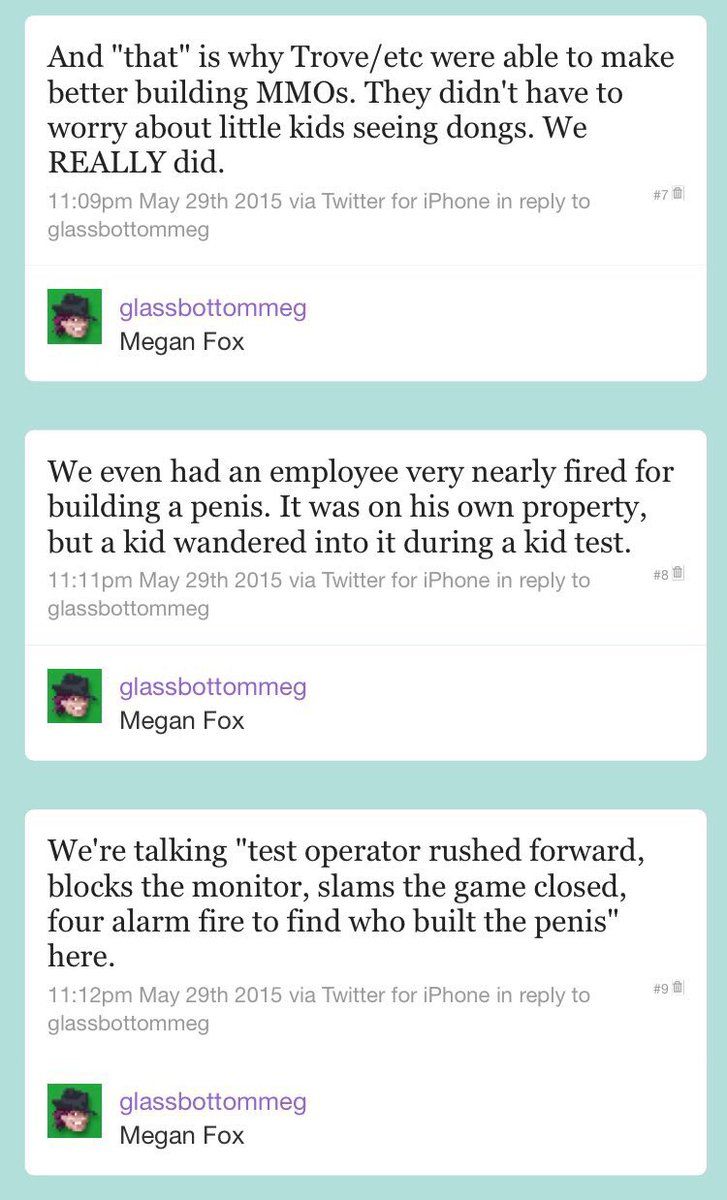 And "that" is why Trove/etc were able to make
better building MMOs. They didn't have to
worry about little kids seeing dongs. We
REALLY did.
11:09pm May 29th 2015 via Twitter for iPhone in reply to
glassbottommeg
#7
glassbottommeg
Megan Fox
We even had an employee very nearly fired for
building a penis. It was on his own property,
but a kid wandered into it during a kid test.
11:11pm May 29th 2015 via Twitter for iPhone in reply to
glassbottommeg
#8
glassbottommeg
Megan Fox
We're talking "test operator rushed forward,
blocks the monitor, slams the game closed,
four alarm fire to find who built the penis"
here.
11:12pm May 29th 2015 via Twitter for iPhone in reply to
glassbottommeg
#9
glassbottommeg
Megan Fox